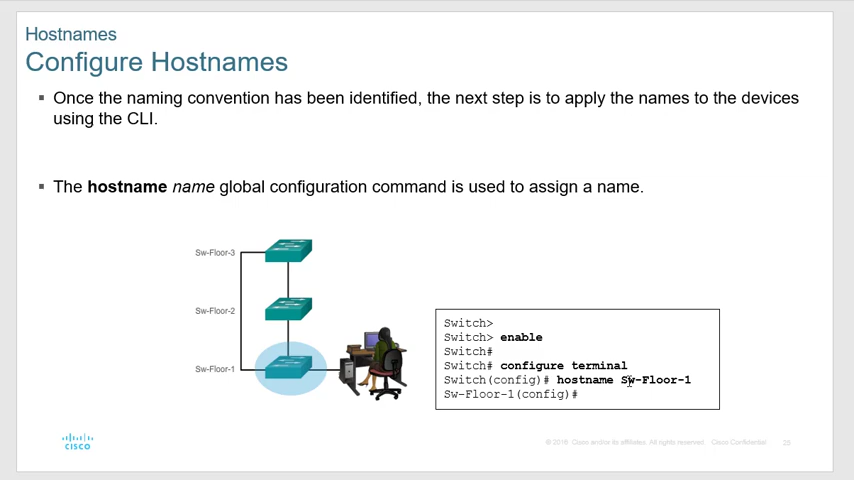 Hostnames
Configure Hostnames
▪ Once the naming convention has been identified, the next step is to apply the names to the devices
using the CLI.
▪ The hostname name global configuration command is used to assign a name.
Sw-Floor-3
Sw-Floor-2
Sw-Floor-1
Switch>
Switch> enable
Switch#
Switch# configure terminal
Switch(config)# hostname Sw-Floor-1
Sw-Floor-1(config)#
CISCO
© 2016 Cisco and/or its affiliates. All rights reserved. Cisco Confidential
25